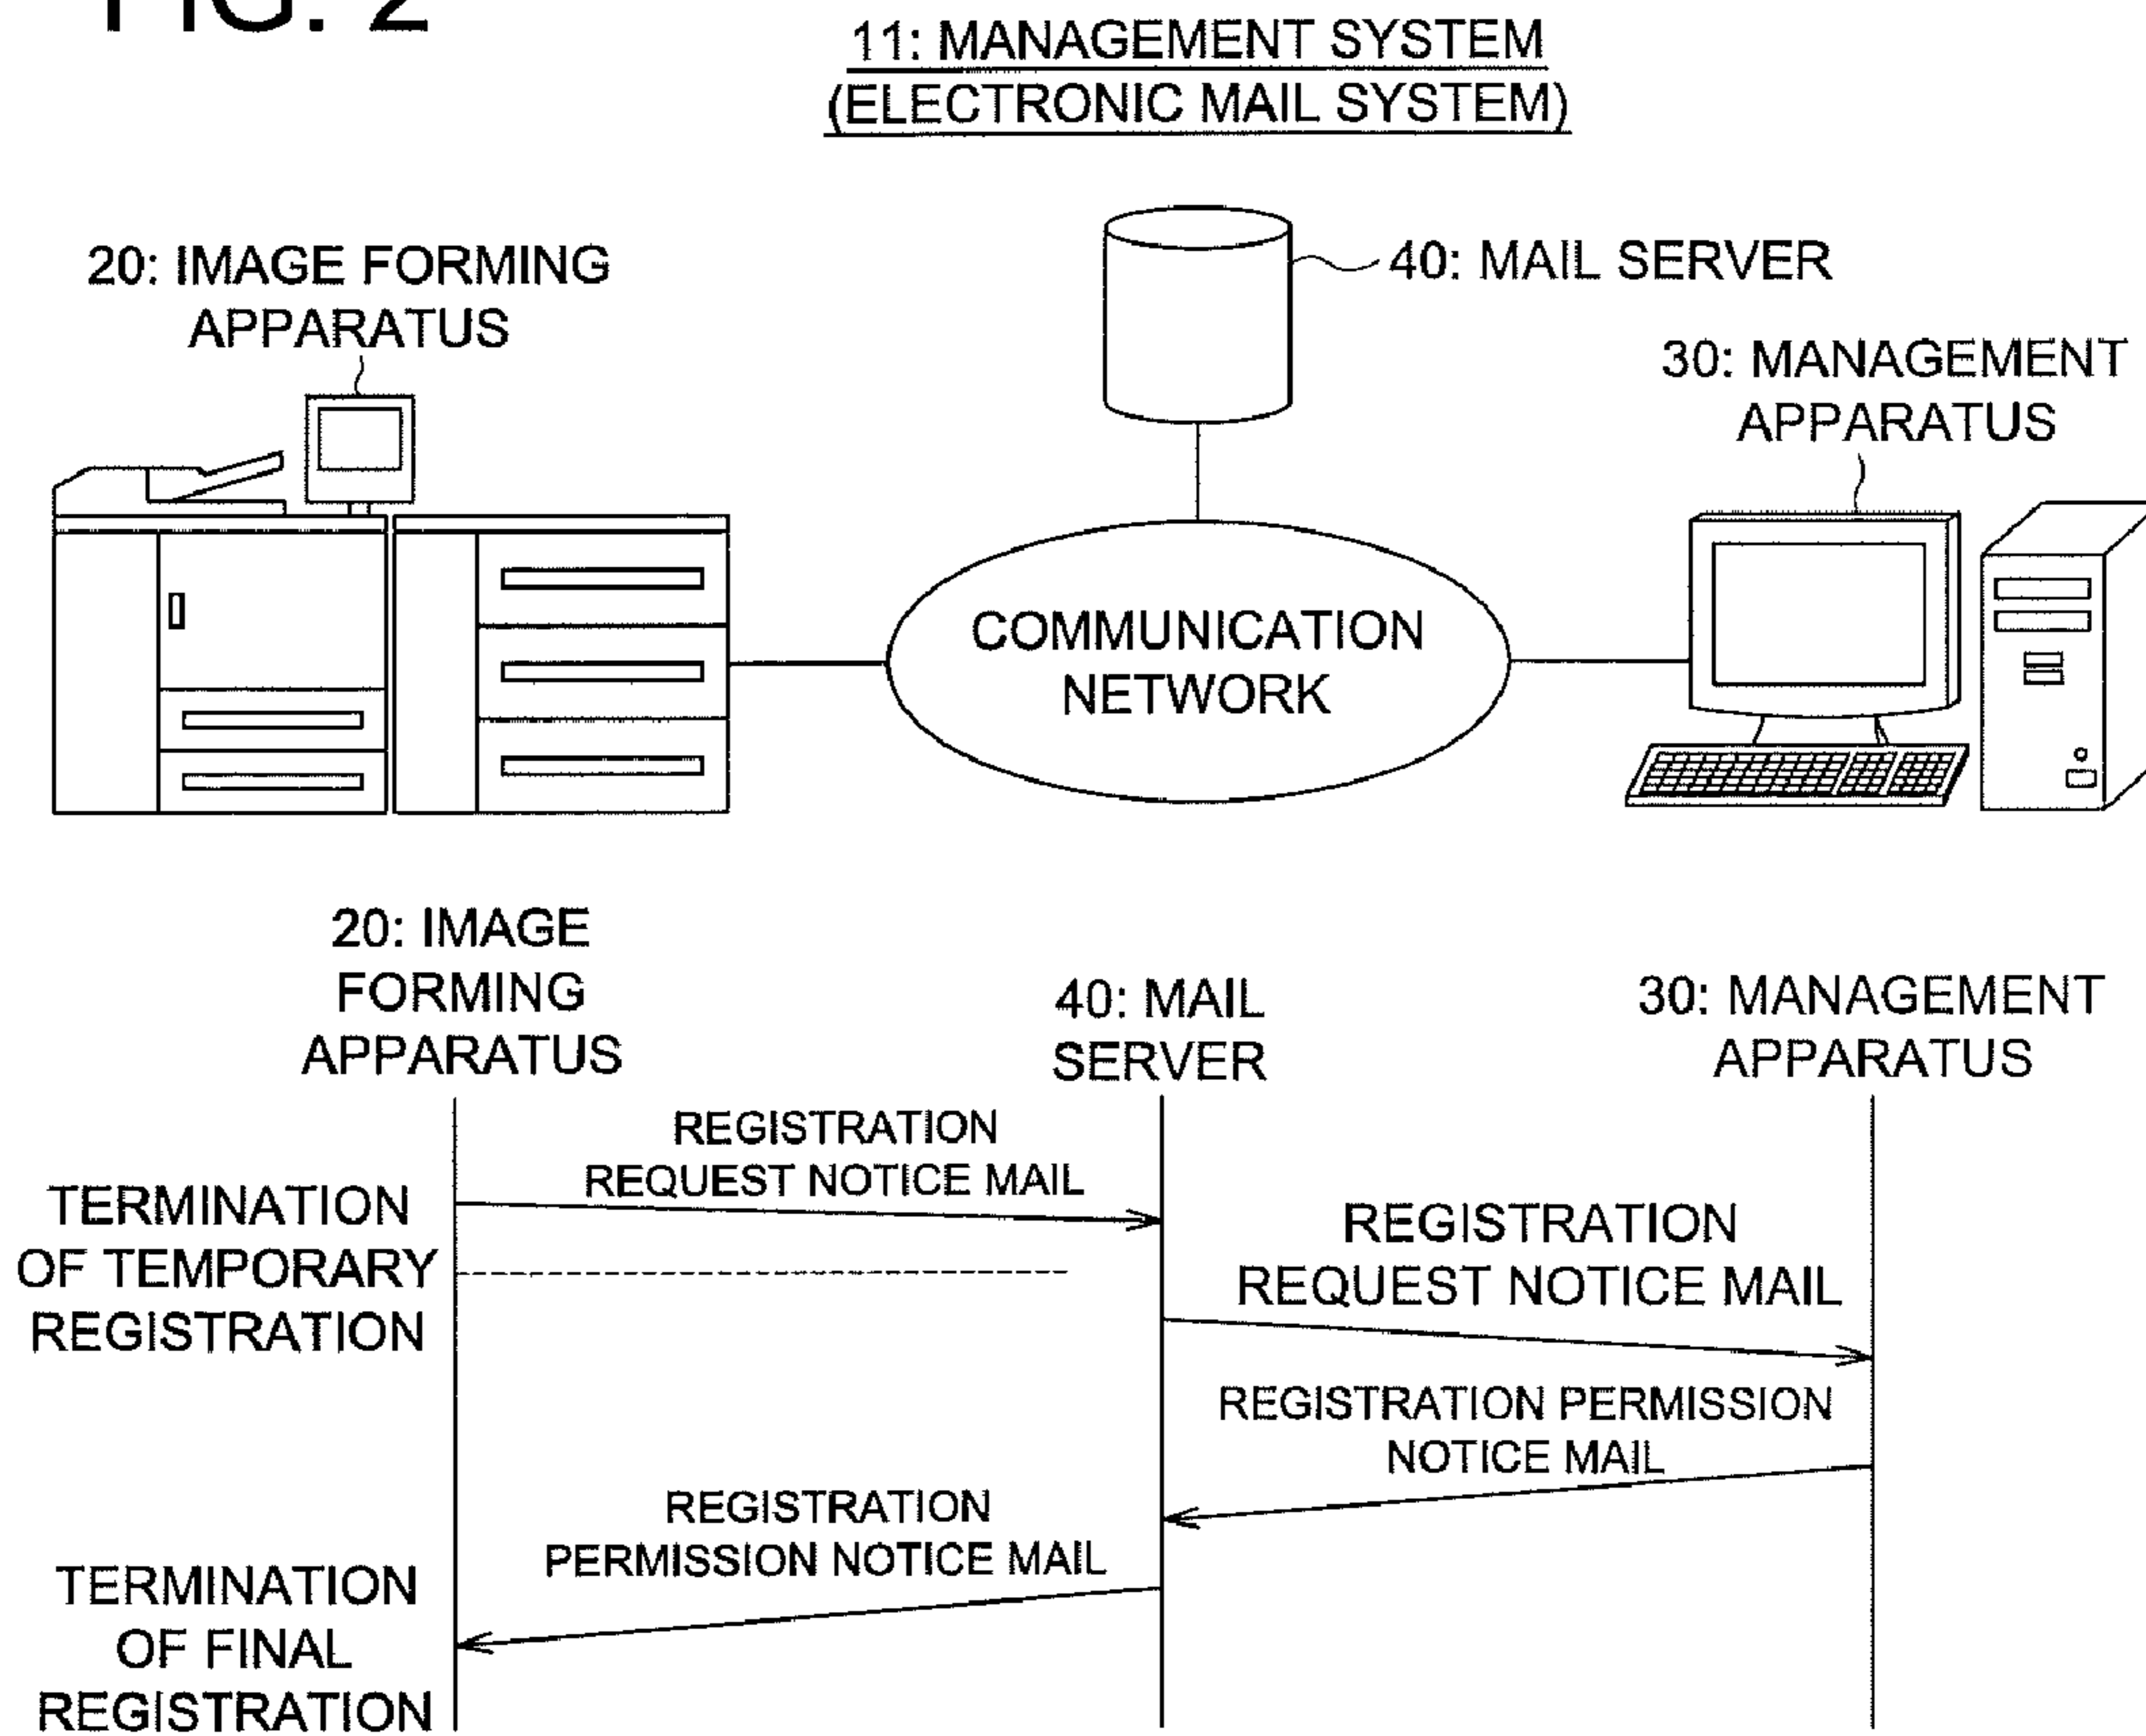 FIG. 2
11: MANAGEMENT SYSTEM
(ELECTRONIC MAIL SYSTEM)
20: IMAGE FORMING
APPARATUS
40: MAIL SERVER
30: MANAGEMENT
APPARATUS
COMMUNICATION
NETWORK
20: IMAGE
FORMING
APPARATUS
40: MAIL
SERVER
30: MANAGEMENT
APPARATUS
REGISTRATION
REQUEST NOTICE MAIL
TERMINATION
OF TEMPORARY
REGISTRATION
REGISTRATION
REQUEST NOTICE MAIL
REGISTRATION PERMISSION
NOTICE MAIL
REGISTRATION
PERMISSION NOTICE MAIL
TERMINATION
OF FINAL
REGISTRATION